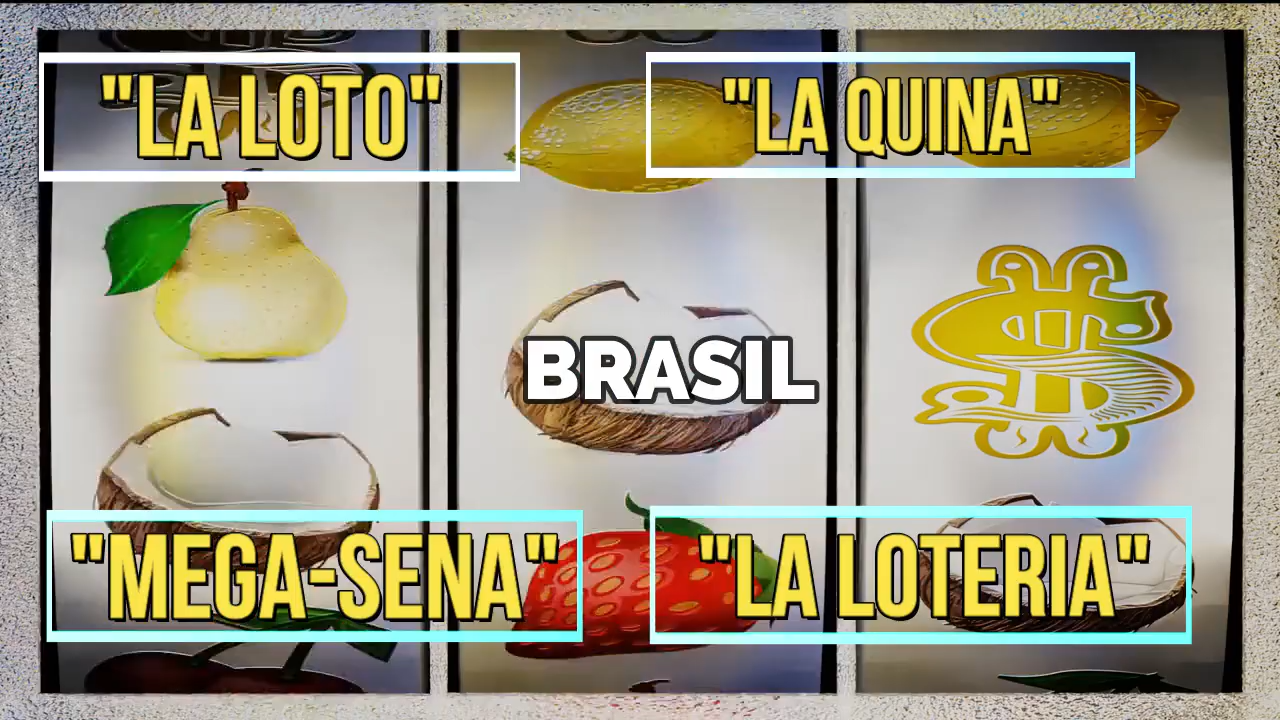 "LA LOTO"
"LA QUINA"
BRASIL
"MEGA-SENA"
"LA LOTERIA"